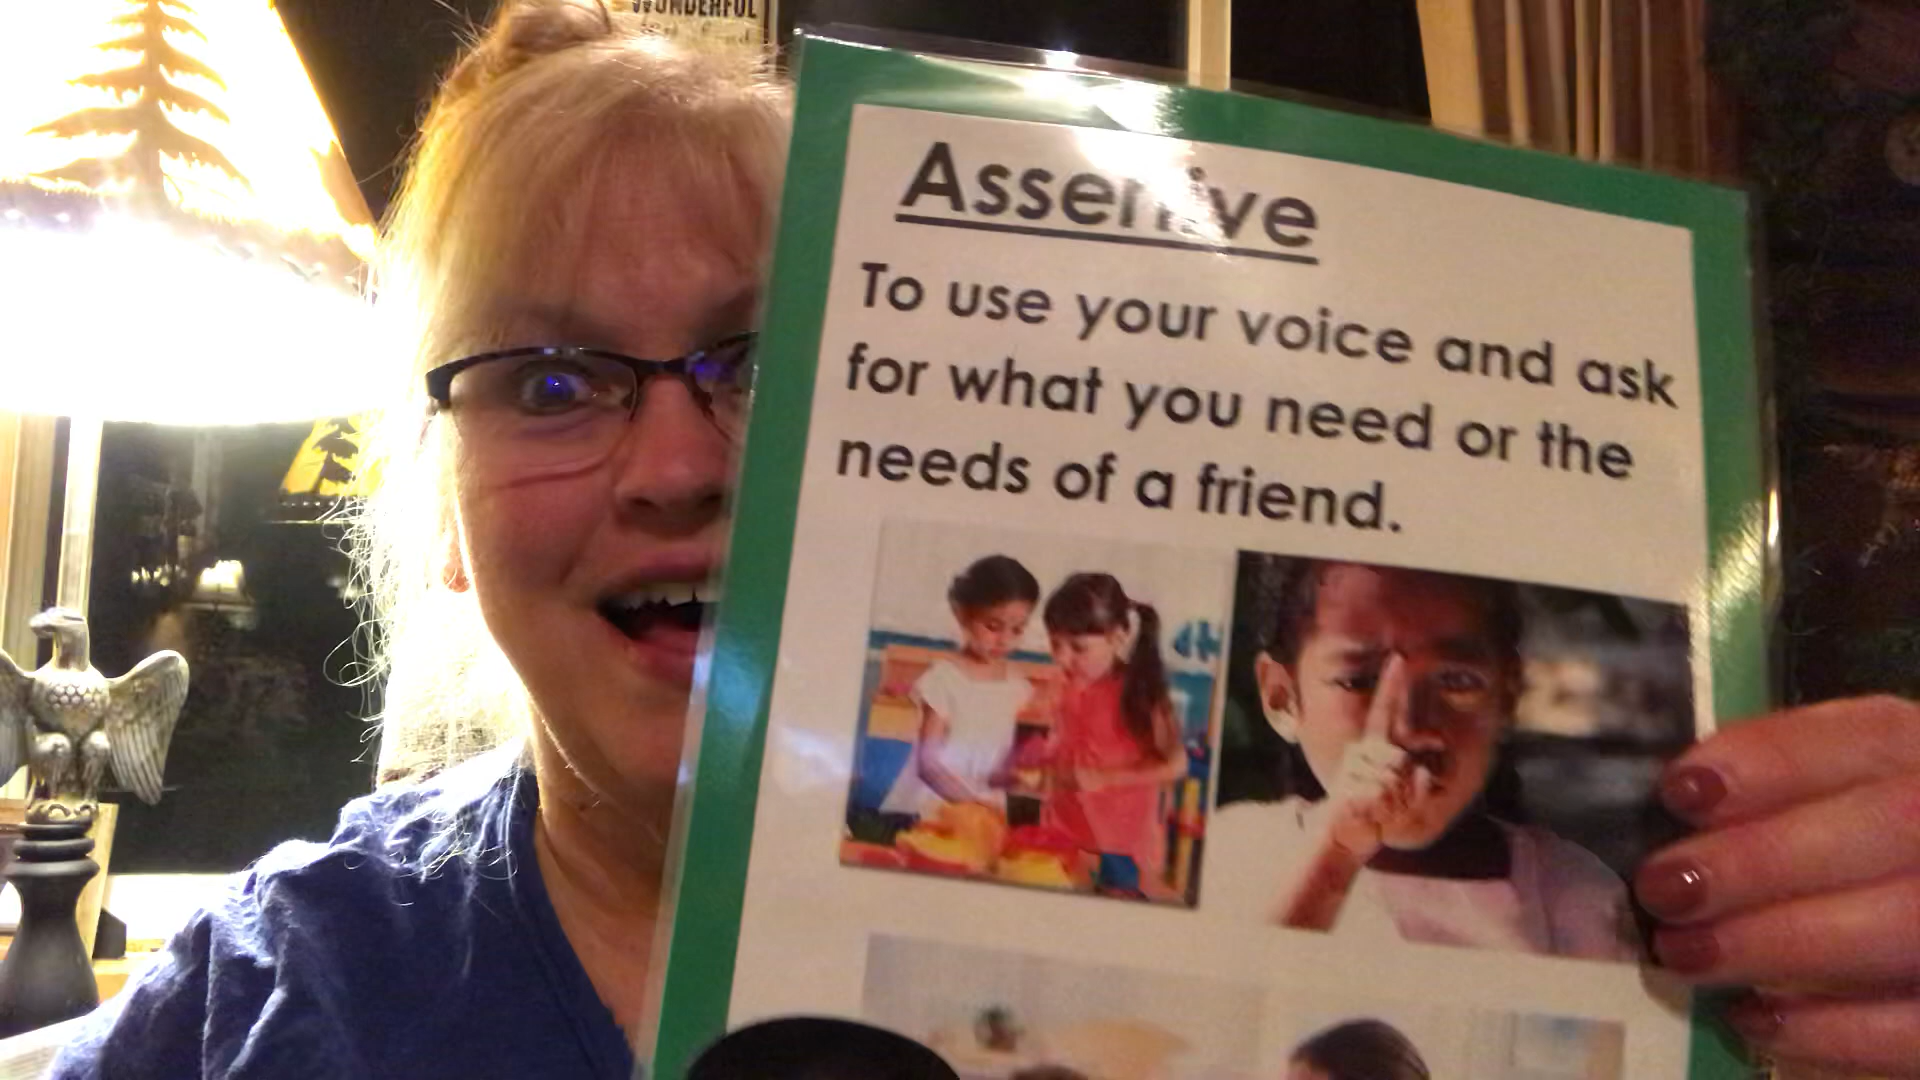 WONDERFUL
Assertive
To use your voice and ask
for what you need or the
needs of a friend.